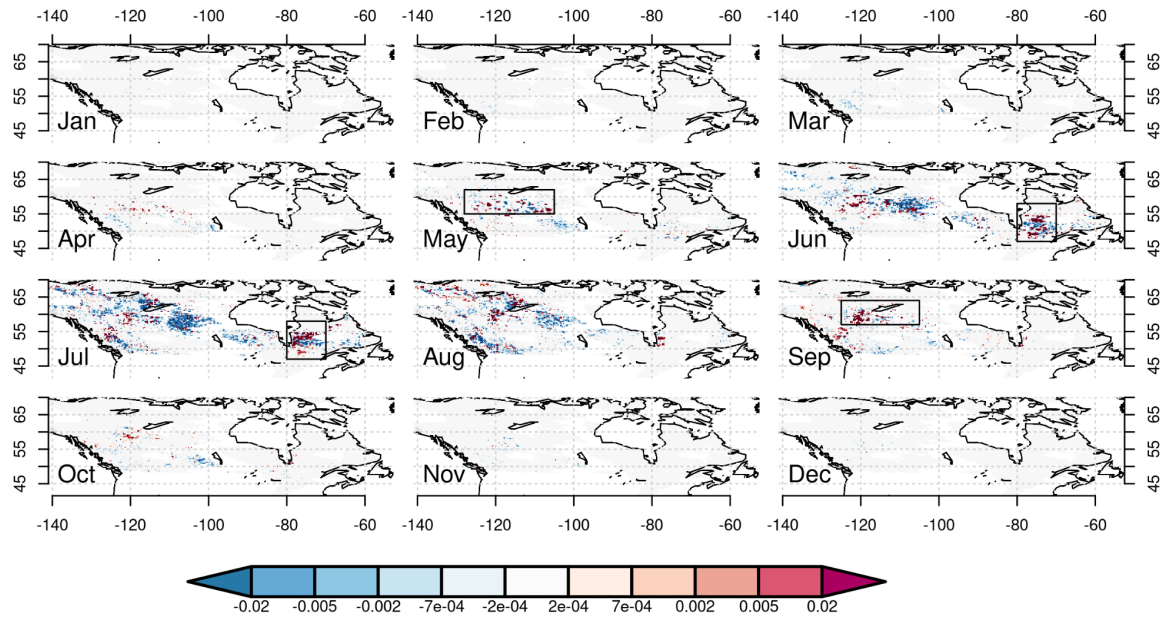 -140 -120 -100 -80 -60 -140 -120 -100 -80 -60 -140 -120 -100 -80 -60
45 55 65 Jan Feb Mar 45 55 65
45 55 65 Apr May Jun 45 55 65
45 55 65 Jul Aug Sep 45 55 65
45 55 65 Oct Nov Dec 45 55 65
-140 -120 -100 -80 -60 -140 -120 -100 -80 -60 -140 -120 -100 -80 -60
-0.02 -0.005 -0.002 -7e-04 -2e-04 2e-04 7e-04 0.002 0.005 0.02